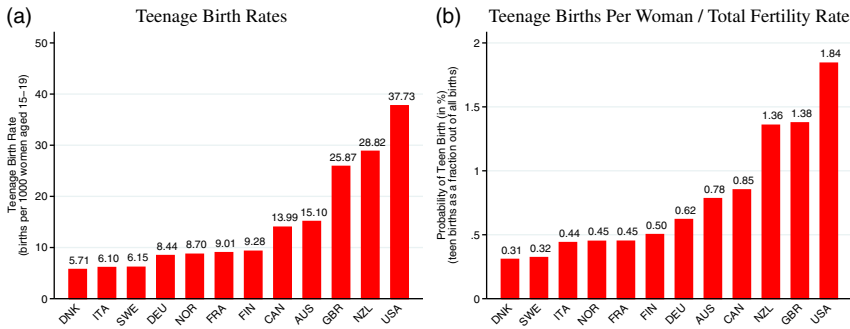 (a)
Teenage Birth Rates
Teenage Birth Rate
(births per 1000 women aged 15–19)
50
40
30
20
10
0
5.71
6.10
6.15
8.44
8.70
9.01
9.28
13.99
15.10
25.87
28.82
37.73
DNK
ITA
SWE
DEU
NOR
FRA
FIN
CAN
AUS
GBR
NZL
USA
(b)
Teenage Births Per Woman / Total Fertility Rate
Probability of Teen Birth (in %)
(teen births as a fraction out of all births)
2
1.5
1
.5
0
0.31
0.32
0.44
0.45
0.45
0.50
0.62
0.78
0.85
1.36
1.38
1.84
DNK
SWE
ITA
NOR
FRA
FIN
DEU
AUS
CAN
NZL
GBR
USA